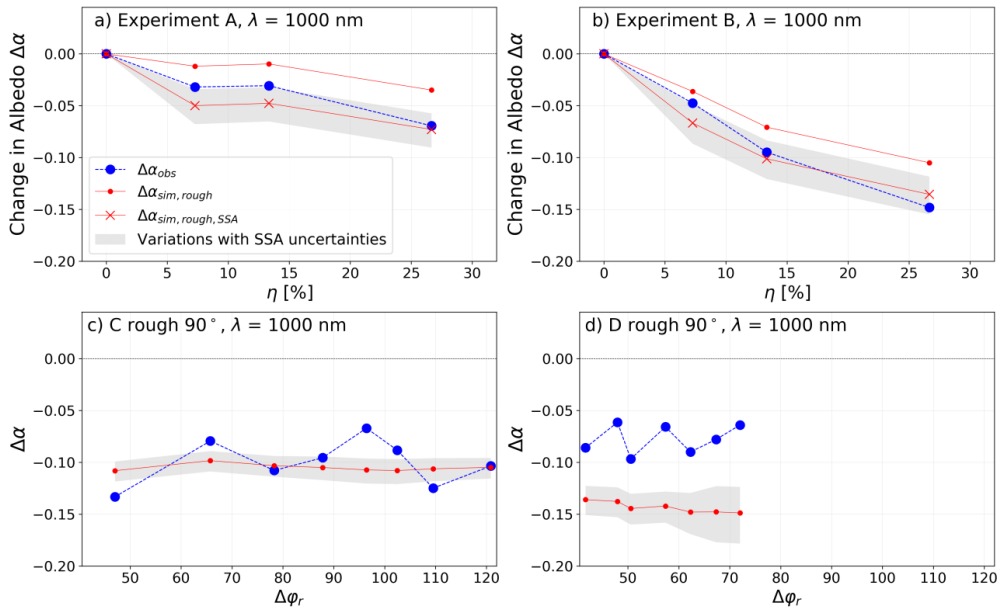 a) Experiment A, λ = 1000 nm
Change in Albedo Δα
0.00
−0.05
−0.10
−0.15
−0.20
Δα_obs
Δα_sim, rough
Δα_sim, rough, SSA
Variations with SSA uncertainties
0 5 10 15 20 25 30
η [%]
b) Experiment B, λ = 1000 nm
Change in Albedo Δα
0.00
−0.05
−0.10
−0.15
−0.20
0 5 10 15 20 25 30
η [%]
c) C rough 90°, λ = 1000 nm
Δα
0.00
−0.05
−0.10
−0.15
−0.20
50 60 70 80 90 100 110 120
Δφ_r
d) D rough 90°, λ = 1000 nm
Δα
0.00
−0.05
−0.10
−0.15
−0.20
50 60 70 80 90 100 110 120
Δφ_r